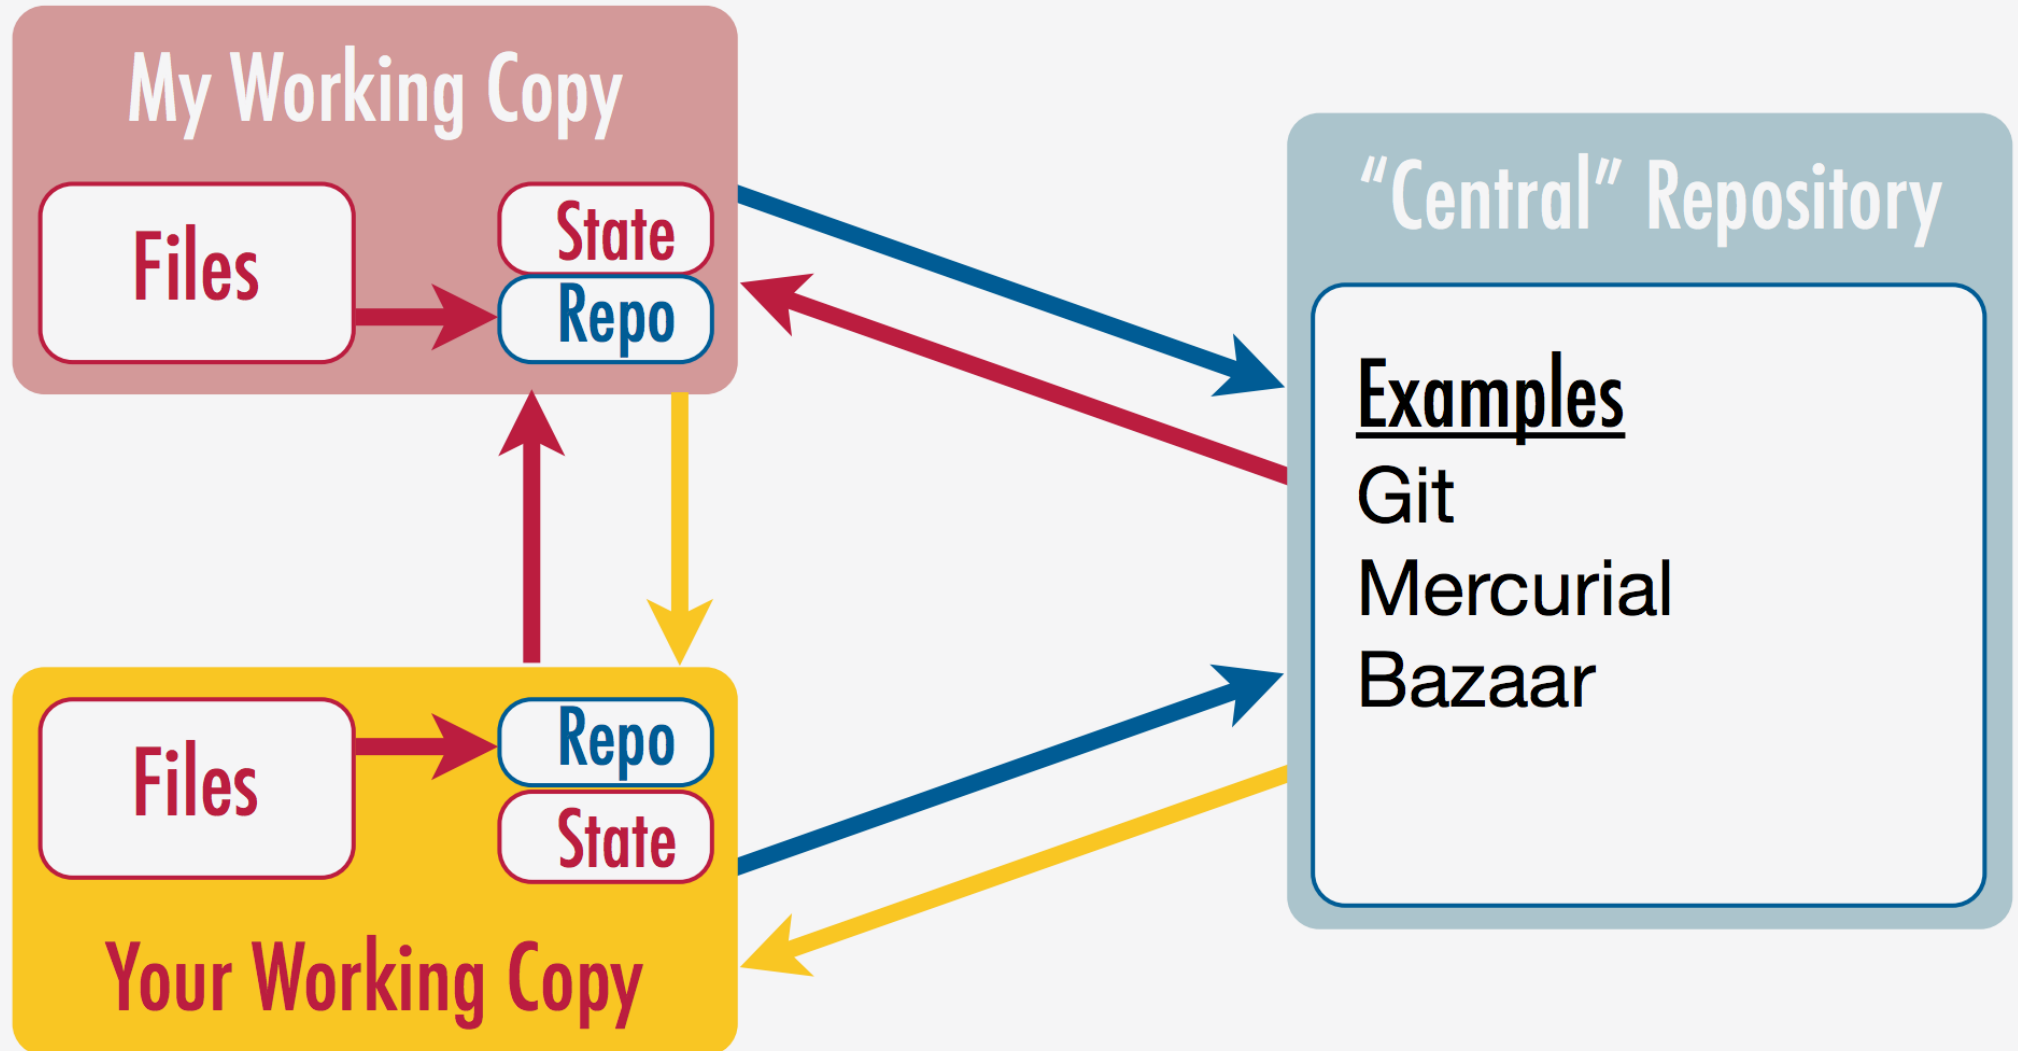 My Working Copy
Files
State
Repo
“Central” Repository
Examples
Git
Mercurial
Bazaar
Files
Repo
State
Your Working Copy